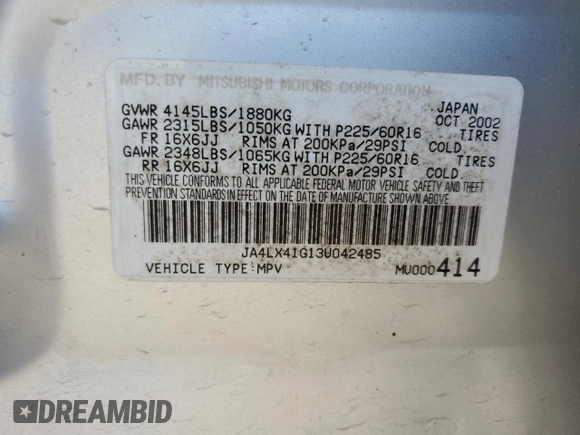 MFD. BY MITSUBISHI MOTORS CORPORATION
JAPAN
GVWR 4145LBS/1880KG OCT 2002
GAWR 2315LBS/1050KG WITH P225/60R16 TIRES
FR 16X6JJ RIMS AT 200KPa/29PSI COLD
GAWR 2348LBS/1065KG WITH P225/60R16 TIRES
RR 16X6JJ RIMS AT 200KPa/29PSI COLD
THIS VEHICLE CONFORMS TO ALL APPLICABLE FEDERAL MOTOR VEHICLE SAFETY AND THEFT
PREVENTION STANDARDS IN EFFECT ON THE DATE OF MANUFACTURE SHOWN ABOVE.
JA4LX41G13U042485
VEHICLE TYPE:MPV MU000414
DREAMBID